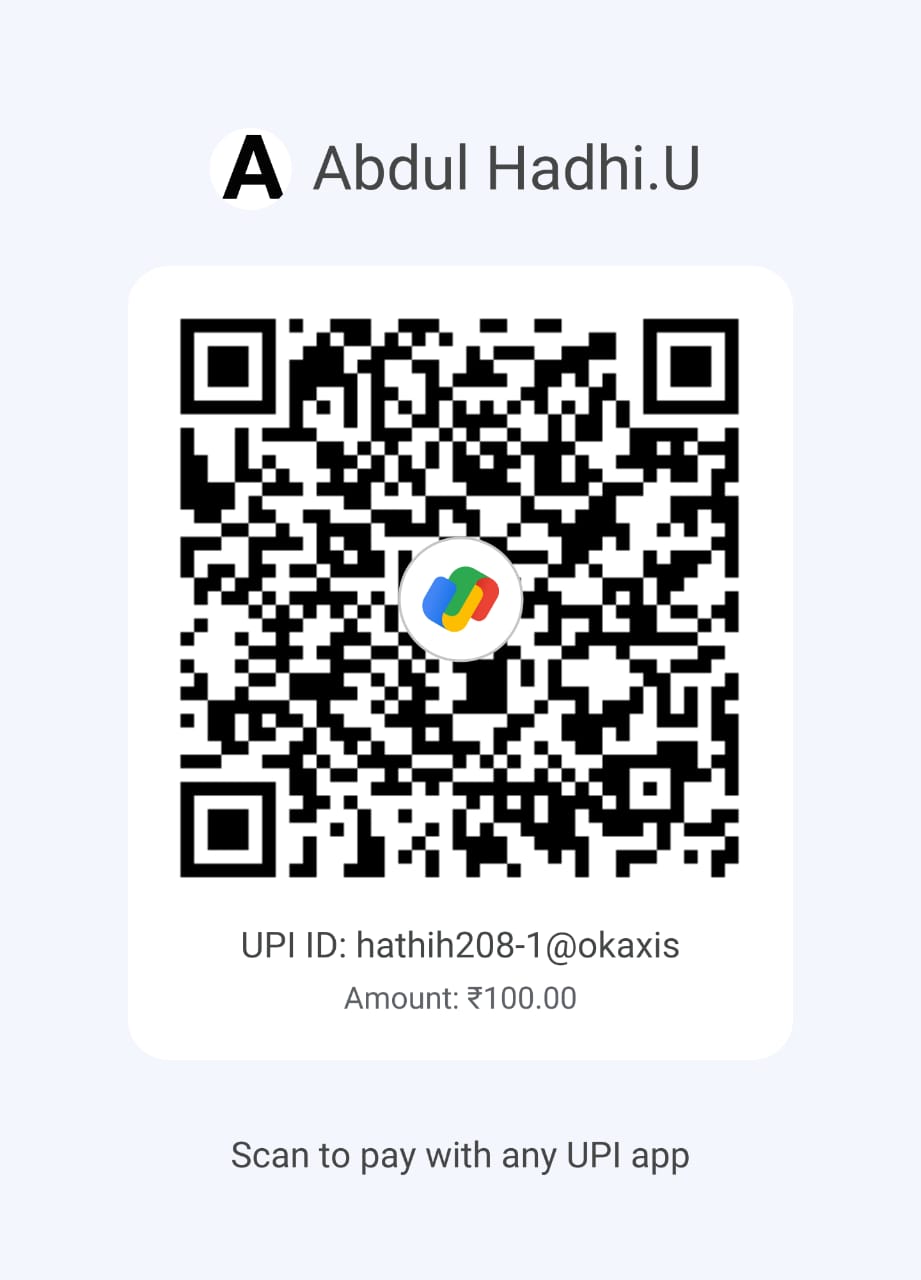 A Abdul Hadhi.U
UPI ID: hathih208-1@okaxis
Amount: ₹100.00
Scan to pay with any UPI app